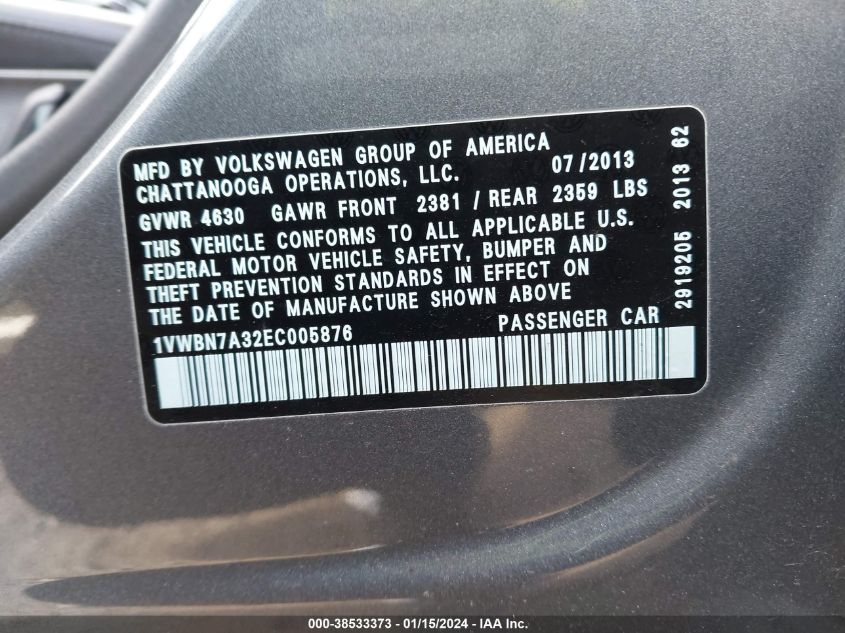 MFD BY VOLKSWAGEN GROUP OF AMERICA
CHATTANOOGA OPERATIONS, LLC. 07/2013
GVWR 4630 GAWR FRONT 2381 / REAR 2359 LBS
THIS VEHICLE CONFORMS TO ALL APPLICABLE U.S.
FEDERAL MOTOR VEHICLE SAFETY, BUMPER AND
THEFT PREVENTION STANDARDS IN EFFECT ON
THE DATE OF MANUFACTURE SHOWN ABOVE
1VWBN7A32EC005876 PASSENGER CAR
2919205 2013 62
000-38533373 - 01/15/2024 - IAA Inc.